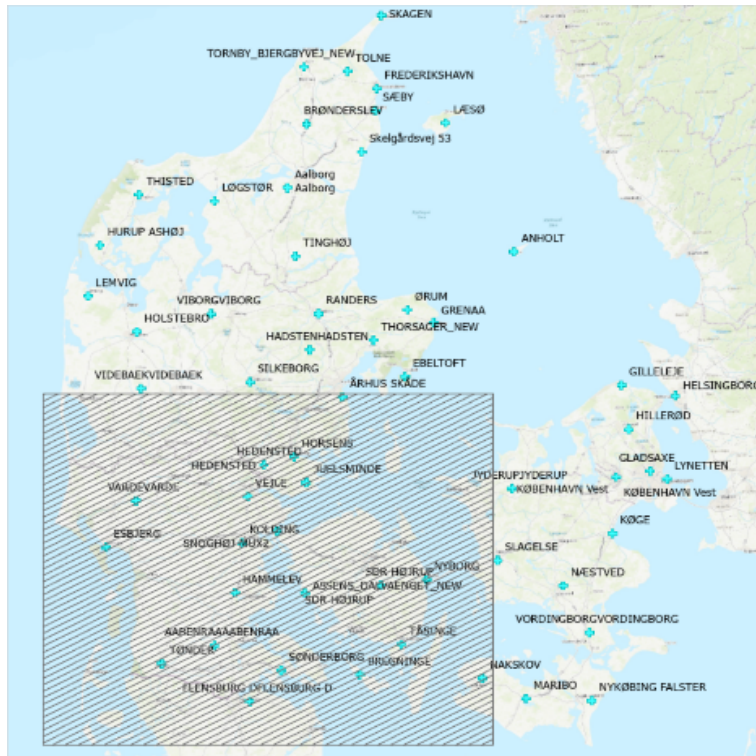 SKAGEN
TORNBY_BJERGBYVEJ_NEW
TOLNE
FREDERIKSHAVN
SÆBY
BRØNDERSLEV
LÆSØ
Skelgårdsvej 53
Aalborg
Aalborg
THISTED
LØGSTØR
HURUP ASHØJ
TINGHØJ
ANHOLT
LEMVIG
VIBORGVIBORG
RANDERS
ØRUM
GRENAA
HOLSTEBRO
HADSTENHADSTEN
THORSAGER_NEW
VIDEBAEKVIDEBAEK
SILKEBORG
EBELTOFT
ÅRHUS SKADE
GILLELEJE
HELSINGBORG
HILLERØD
HORSENS
HEDENSTED
HEDENSTED
JUELSMINDE
GLADSAXE
LYNETTEN
JYDERUPJYDERUP
KØBENHAVN Vest
KØBENHAVN Vest
VARDEVARDE
VEJLE
KØGE
ESBJERG
KOLDING
SNOGHØJ MUX2
SLAGELSE
SDR HØJRUP
NYBORG
HAMMELEV
ASSENS_DALVAENGET_NEW
SDR HØJRUP
NÆSTVED
VORDINGBORGVORDINGBORG
AABENRAAAABENRAA
TÅSINGE
TØNDER
SØNDERBORG
BREGNINGE
NAKSKOV
FLENSBURG DFLENSBURG D
MARIBO
NYKØBING FALSTER